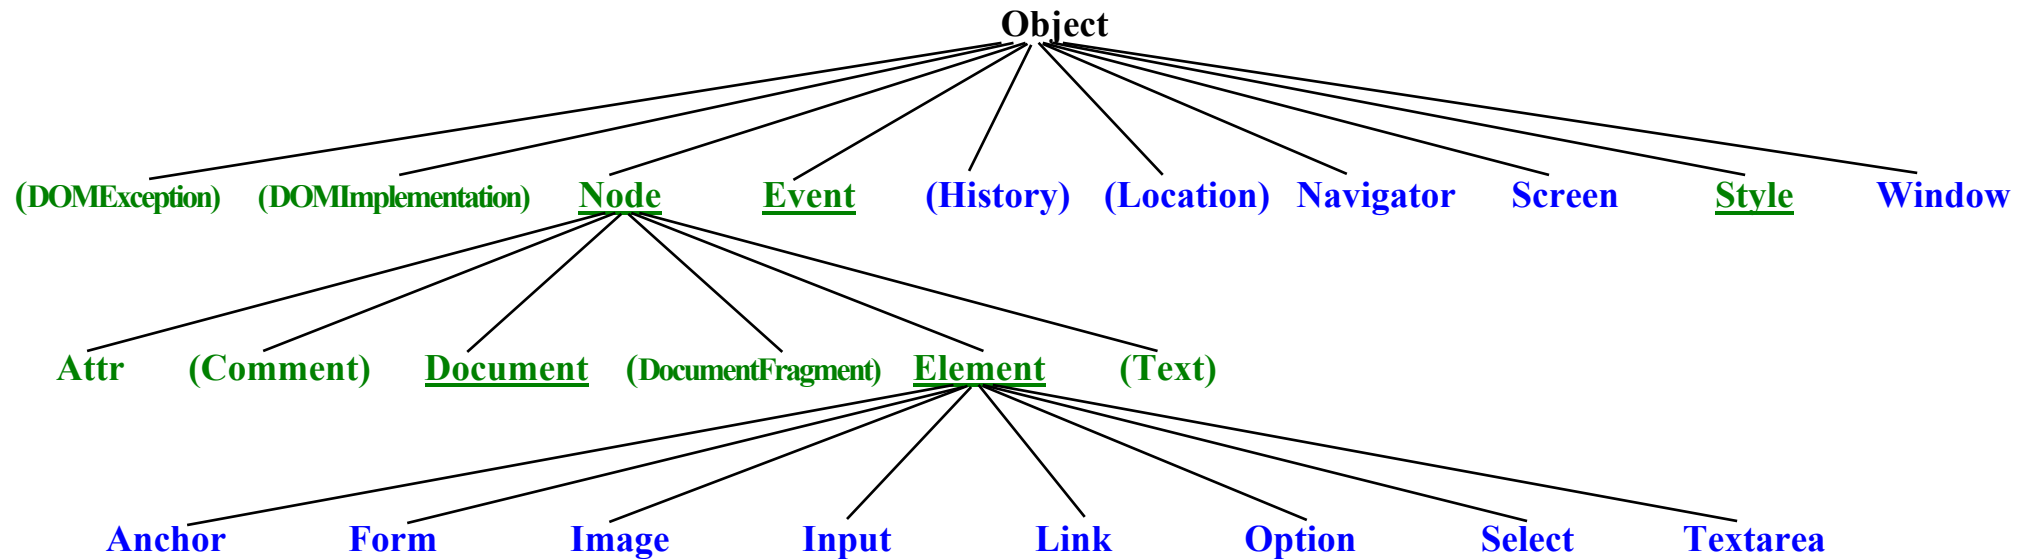 Object
(DOMException) (DOMImplementation) Node Event (History) (Location) Navigator Screen Style Window
Attr (Comment) Document (DocumentFragment) Element (Text)
Anchor Form Image Input Link Option Select Textarea